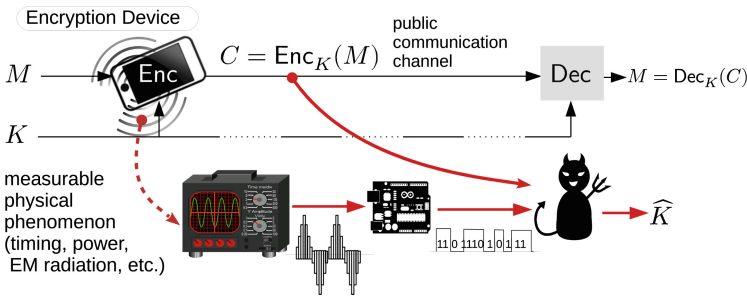 Encryption Device
public
communication
channel
M
Enc
C = Enc_K(M)
Dec
M = Dec_K(C)
K
measurable
physical
phenomenon
(timing, power,
EM radiation, etc.)
K̂
11 0 1110 1 0 1 11